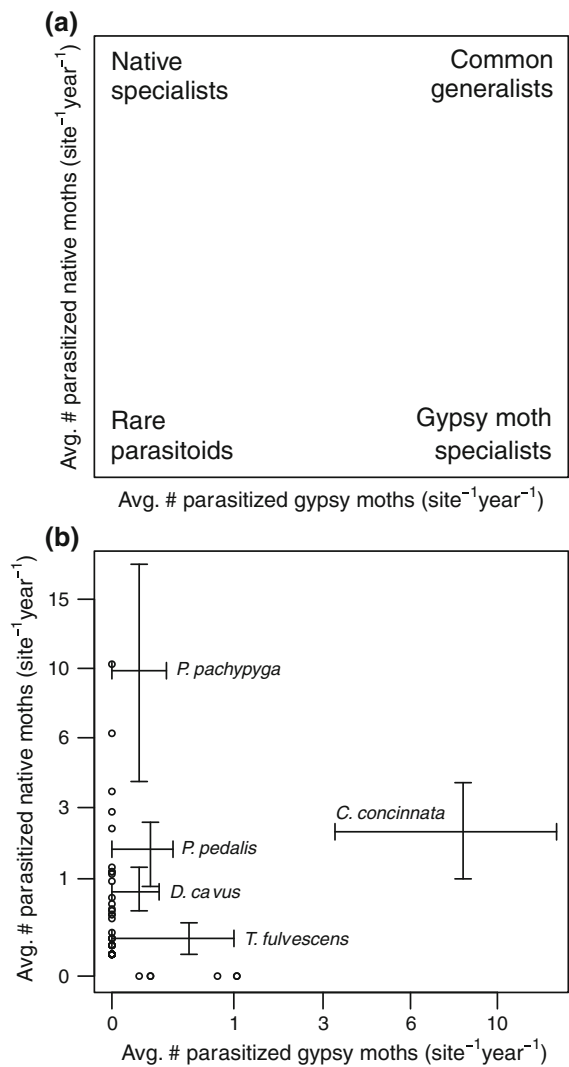 (a)
Native
specialists
Common
generalists
Rare
parasitoids
Gypsy moth
specialists
Avg. # parasitized native moths (site⁻¹year⁻¹)
Avg. # parasitized gypsy moths (site⁻¹year⁻¹)
(b)
15
10
6
3
1
0
P. pachypyga
C. concinnata
P. pedalis
D. cavus
T. fulvescens
Avg. # parasitized native moths (site⁻¹year⁻¹)
0 1 3 6 10
Avg. # parasitized gypsy moths (site⁻¹year⁻¹)